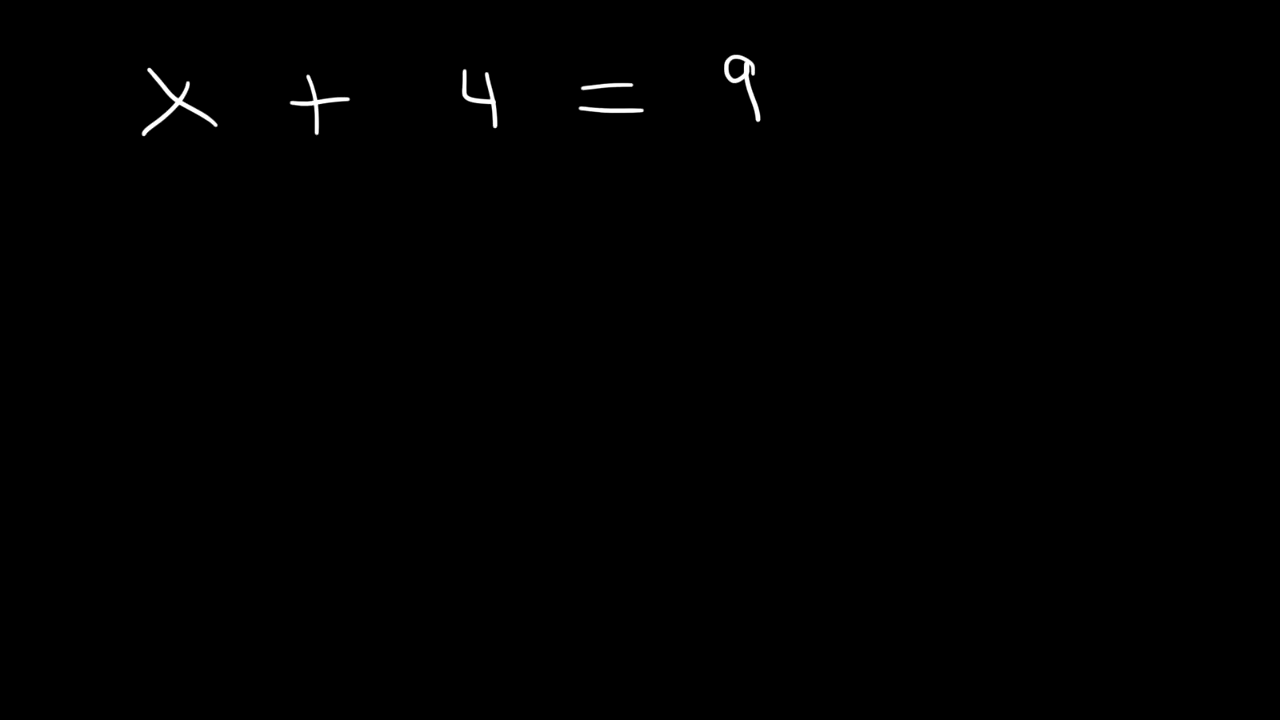 x + 4 = 9